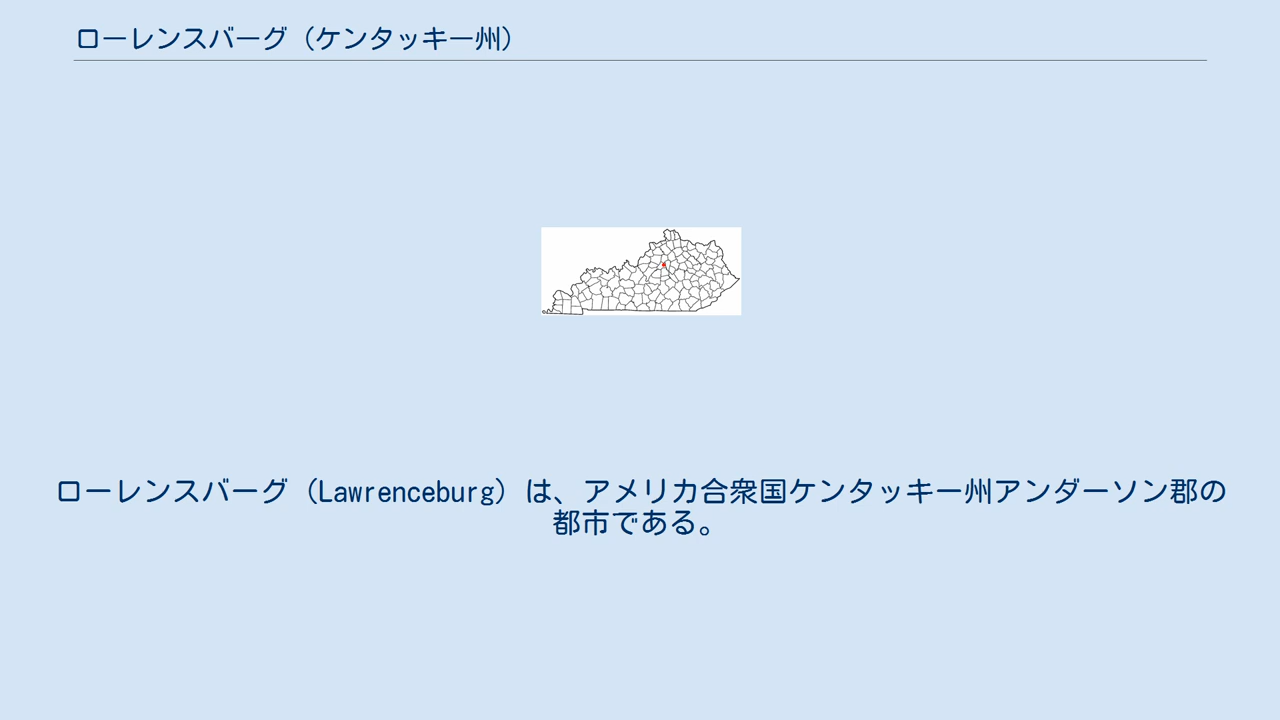 ローレンスバーグ（ケンタッキー州）
ローレンスバーグ（Lawrenceburg）は、アメリカ合衆国ケンタッキー州アンダーソン郡の
都市である。